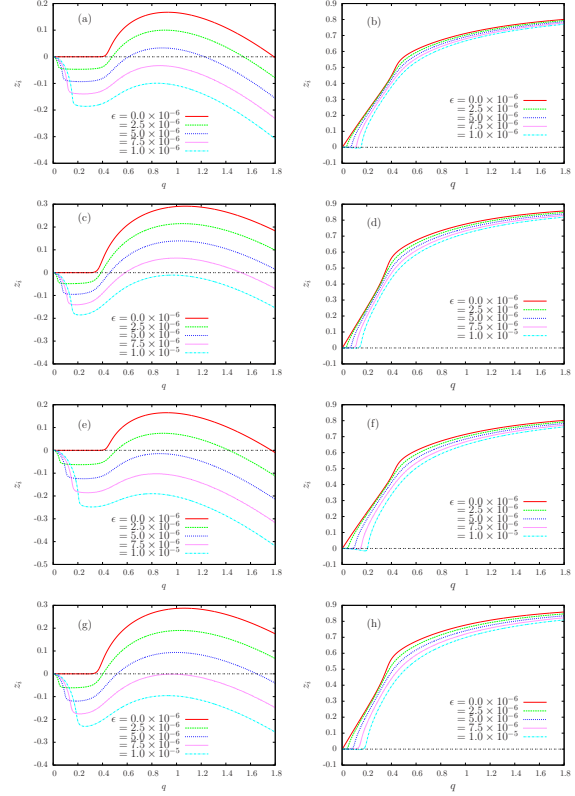 0.2
0.1
0
-0.1
-0.2
-0.3
-0.4
z_i
(a)
ϵ = 0.0 × 10⁻⁶
= 2.5 × 10⁻⁶
= 5.0 × 10⁻⁶
= 7.5 × 10⁻⁶
= 1.0 × 10⁻⁶
0 0.2 0.4 0.6 0.8 1 1.2 1.4 1.6 1.8
q
0.9
0.8
0.7
0.6
0.5
0.4
0.3
0.2
0.1
0
-0.1
z_i
(b)
ϵ = 0.0 × 10⁻⁶
= 2.5 × 10⁻⁶
= 5.0 × 10⁻⁶
= 7.5 × 10⁻⁶
= 1.0 × 10⁻⁶
0 0.2 0.4 0.6 0.8 1 1.2 1.4 1.6 1.8
q
0.3
0.2
0.1
0
-0.1
-0.2
-0.3
-0.4
z_i
(c)
ϵ = 0.0 × 10⁻⁶
= 2.5 × 10⁻⁶
= 5.0 × 10⁻⁶
= 7.5 × 10⁻⁶
= 1.0 × 10⁻⁵
0 0.2 0.4 0.6 0.8 1 1.2 1.4 1.6 1.8
q
0.9
0.8
0.7
0.6
0.5
0.4
0.3
0.2
0.1
0
-0.1
z_i
(d)
ϵ = 0.0 × 10⁻⁶
= 2.5 × 10⁻⁶
= 5.0 × 10⁻⁶
= 7.5 × 10⁻⁶
= 1.0 × 10⁻⁵
0 0.2 0.4 0.6 0.8 1 1.2 1.4 1.6 1.8
q
0.2
0.1
0
-0.1
-0.2
-0.3
-0.4
-0.5
z_i
(e)
ϵ = 0.0 × 10⁻⁶
= 2.5 × 10⁻⁶
= 5.0 × 10⁻⁶
= 7.5 × 10⁻⁶
= 1.0 × 10⁻⁵
0 0.2 0.4 0.6 0.8 1 1.2 1.4 1.6 1.8
q
0.9
0.8
0.7
0.6
0.5
0.4
0.3
0.2
0.1
0
-0.1
z_i
(f)
ϵ = 0.0 × 10⁻⁶
= 2.5 × 10⁻⁶
= 5.0 × 10⁻⁶
= 7.5 × 10⁻⁶
= 1.0 × 10⁻⁵
0 0.2 0.4 0.6 0.8 1 1.2 1.4 1.6 1.8
q
0.3
0.2
0.1
0
-0.1
-0.2
-0.3
-0.4
z_i
(g)
ϵ = 0.0 × 10⁻⁶
= 2.5 × 10⁻⁶
= 5.0 × 10⁻⁶
= 7.5 × 10⁻⁶
= 1.0 × 10⁻⁵
0 0.2 0.4 0.6 0.8 1 1.2 1.4 1.6 1.8
q
0.9
0.8
0.7
0.6
0.5
0.4
0.3
0.2
0.1
0
-0.1
z_i
(h)
ϵ = 0.0 × 10⁻⁶
= 2.5 × 10⁻⁶
= 5.0 × 10⁻⁶
= 7.5 × 10⁻⁶
= 1.0 × 10⁻⁵
0 0.2 0.4 0.6 0.8 1 1.2 1.4 1.6 1.8
q